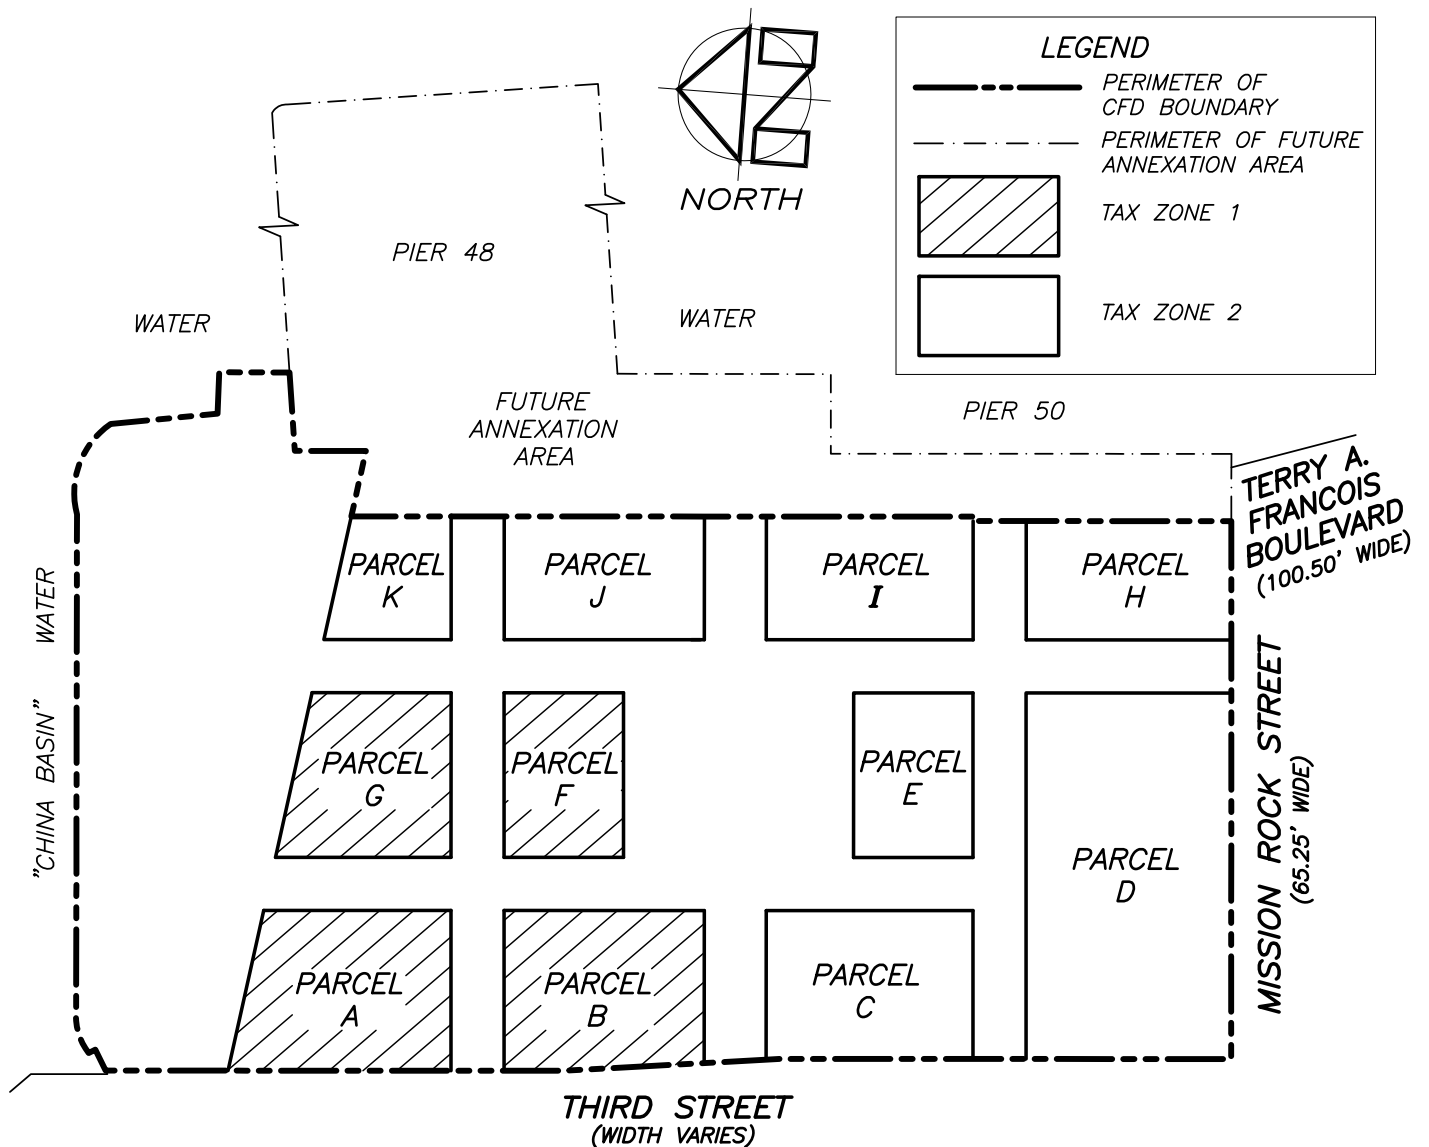 LEGEND
PERIMETER OF
CFD BOUNDARY
PERIMETER OF FUTURE
ANNEXATION AREA
TAX ZONE 1
TAX ZONE 2
NORTH
PIER 48
WATER
WATER
FUTURE
ANNEXATION
AREA
PIER 50
TERRY A.
FRANCOIS
BOULEVARD
(100.50' WIDE)
PARCEL
K
PARCEL
J
PARCEL
I
PARCEL
H
WATER
"CHINA BASIN"
PARCEL
G
PARCEL
F
PARCEL
E
PARCEL
D
MISSION ROCK STREET
(65.25' WIDE)
PARCEL
A
PARCEL
B
PARCEL
C
THIRD STREET
(WIDTH VARIES)